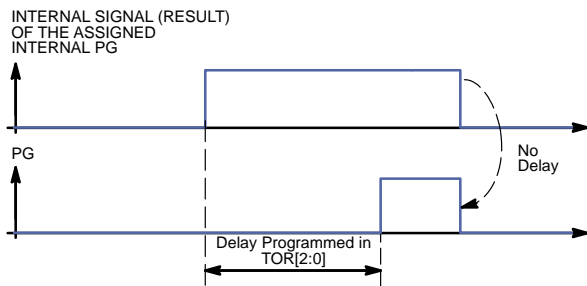 INTERNAL SIGNAL (RESULT)
OF THE ASSIGNED
INTERNAL PG
PG
No
Delay
Delay Programmed in
TOR[2:0]